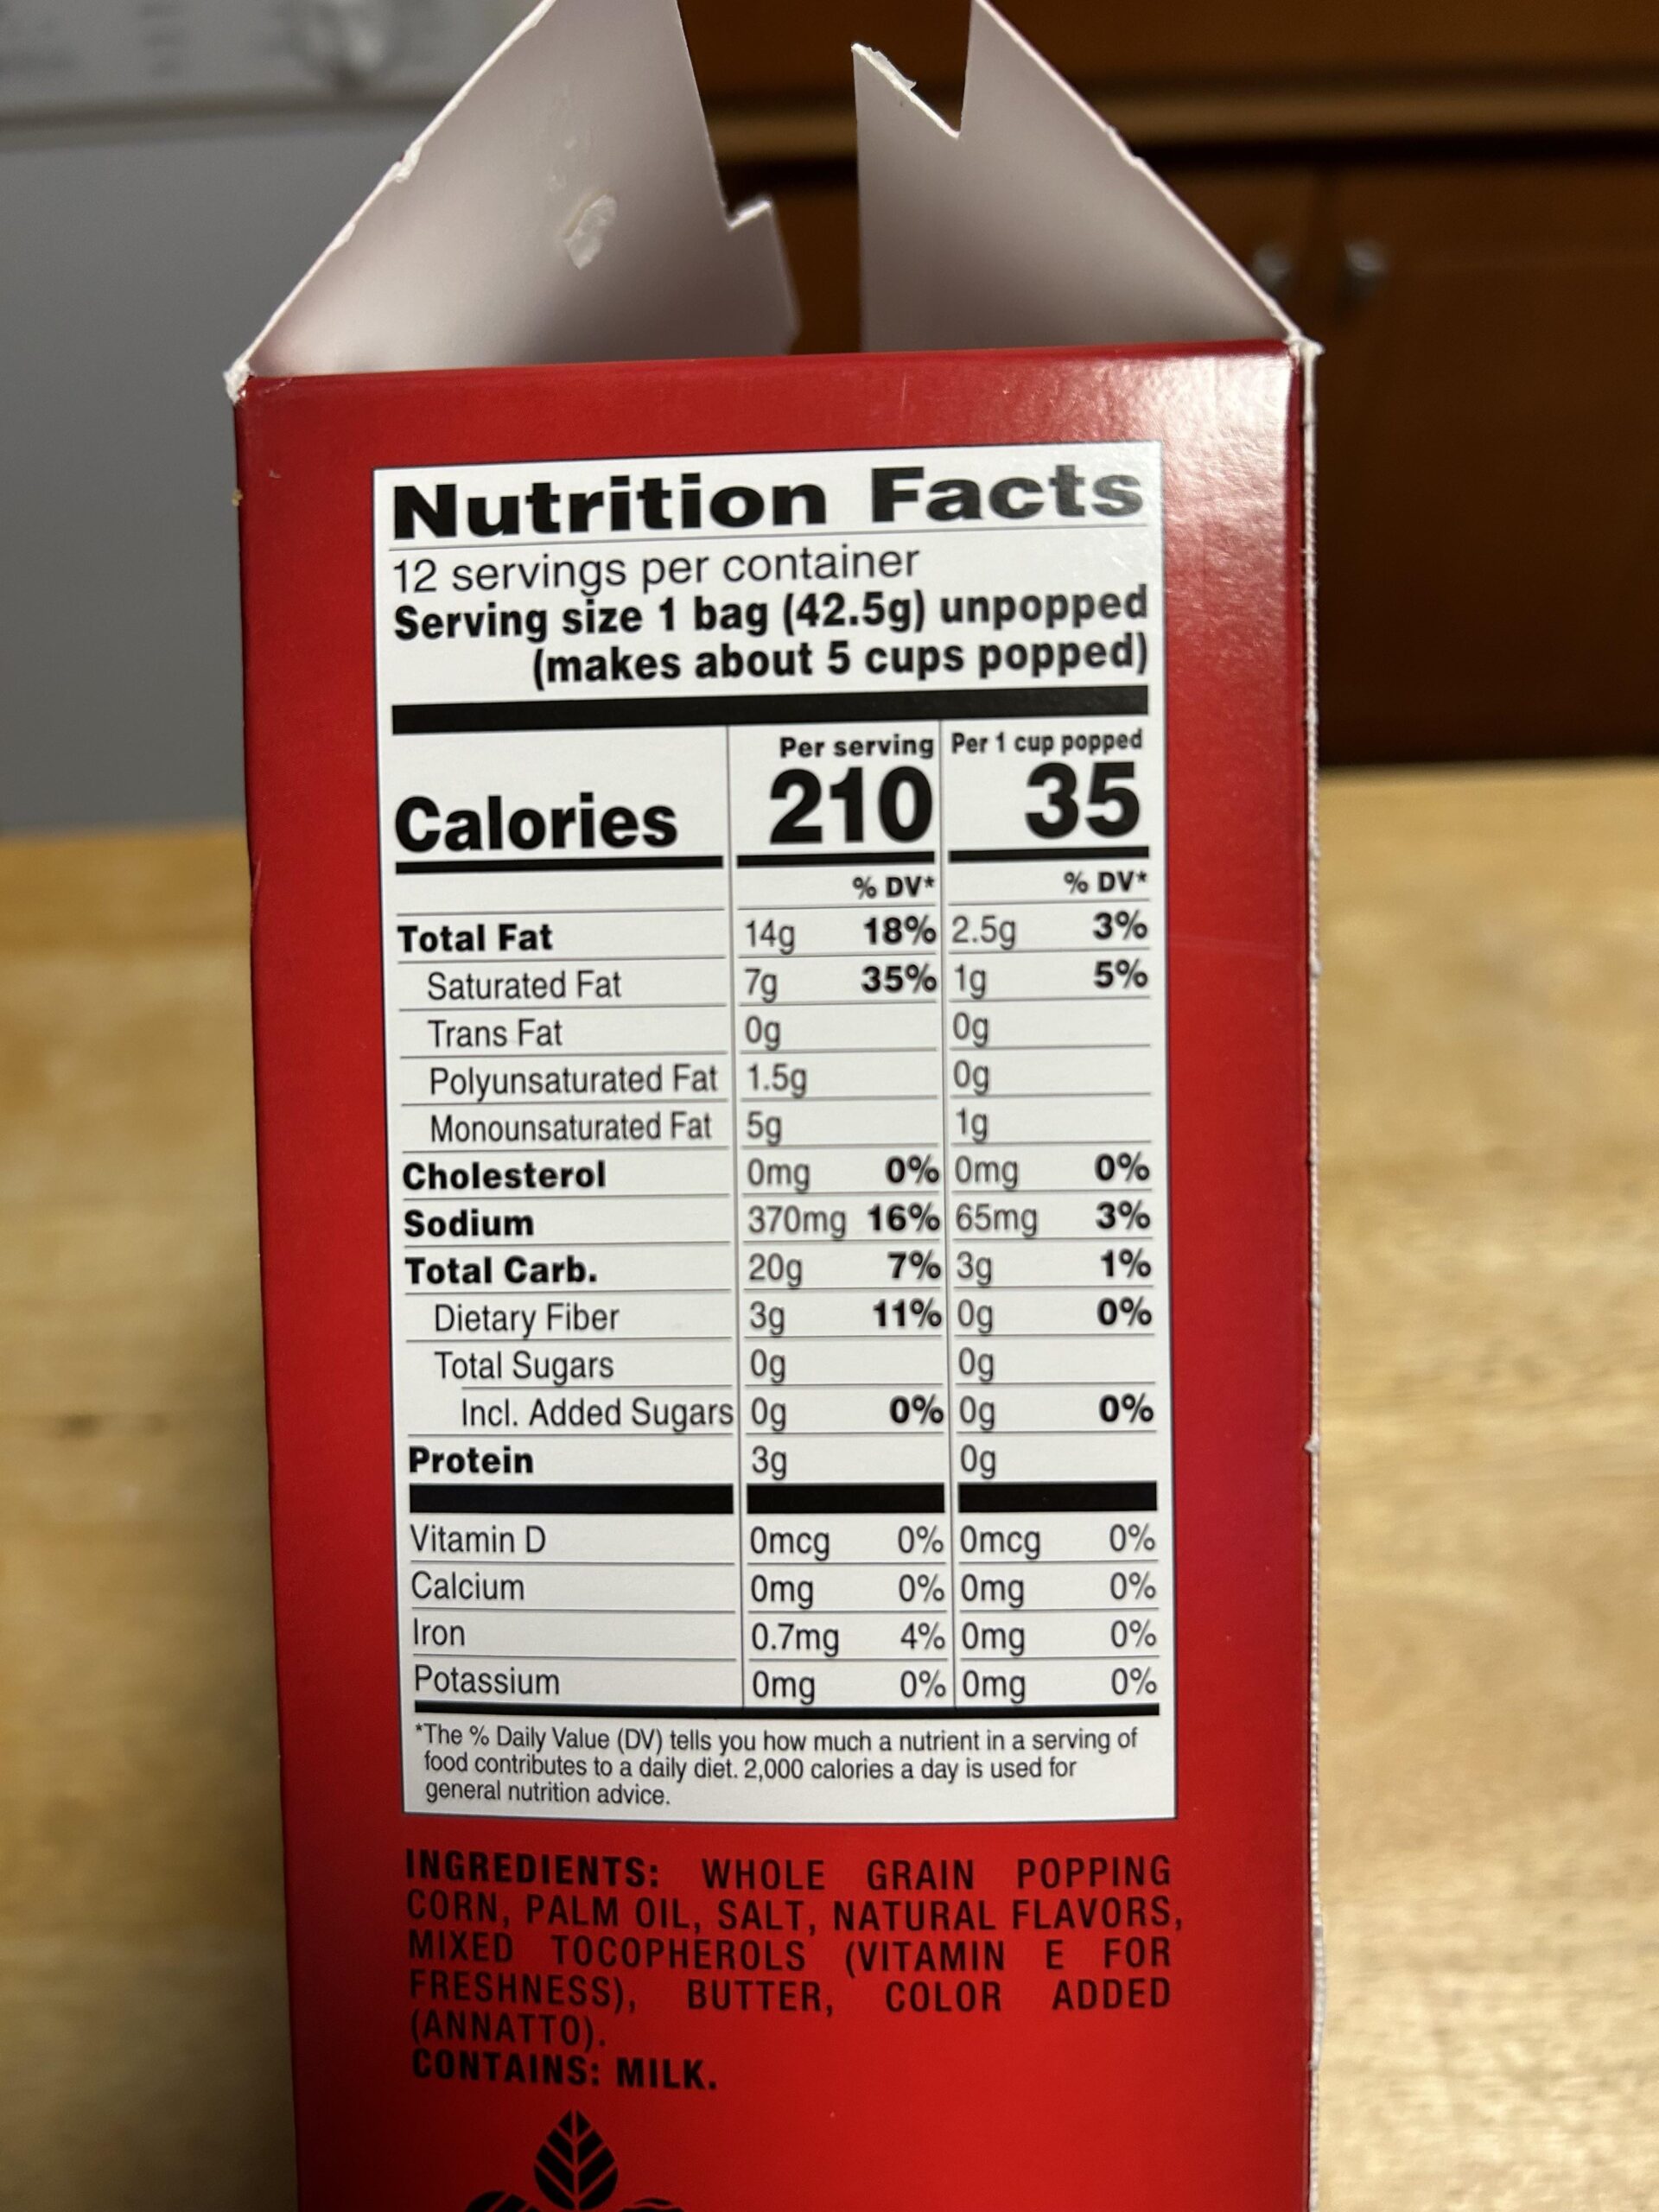 Nutrition Facts
12 servings per container
Serving size 1 bag (42.5g) unpopped
(makes about 5 cups popped)
Per serving Per 1 cup popped
Calories 210 35
% DV* % DV*
Total Fat 14g 18% 2.5g 3%
Saturated Fat 7g 35% 1g 5%
Trans Fat 0g 0g
Polyunsaturated Fat 1.5g 0g
Monounsaturated Fat 5g 1g
Cholesterol 0mg 0% 0mg 0%
Sodium 370mg 16% 65mg 3%
Total Carb. 20g 7% 3g 1%
Dietary Fiber 3g 11% 0g 0%
Total Sugars 0g 0g
Incl. Added Sugars 0g 0% 0g 0%
Protein 3g 0g
Vitamin D 0mcg 0% 0mcg 0%
Calcium 0mg 0% 0mg 0%
Iron 0.7mg 4% 0mg 0%
Potassium 0mg 0% 0mg 0%
*The % Daily Value (DV) tells you how much a nutrient in a serving of
food contributes to a daily diet. 2,000 calories a day is used for
general nutrition advice.
INGREDIENTS: WHOLE GRAIN POPPING
CORN, PALM OIL, SALT, NATURAL FLAVORS,
MIXED TOCOPHEROLS (VITAMIN E FOR
FRESHNESS), BUTTER, COLOR ADDED
(ANNATTO).
CONTAINS: MILK.